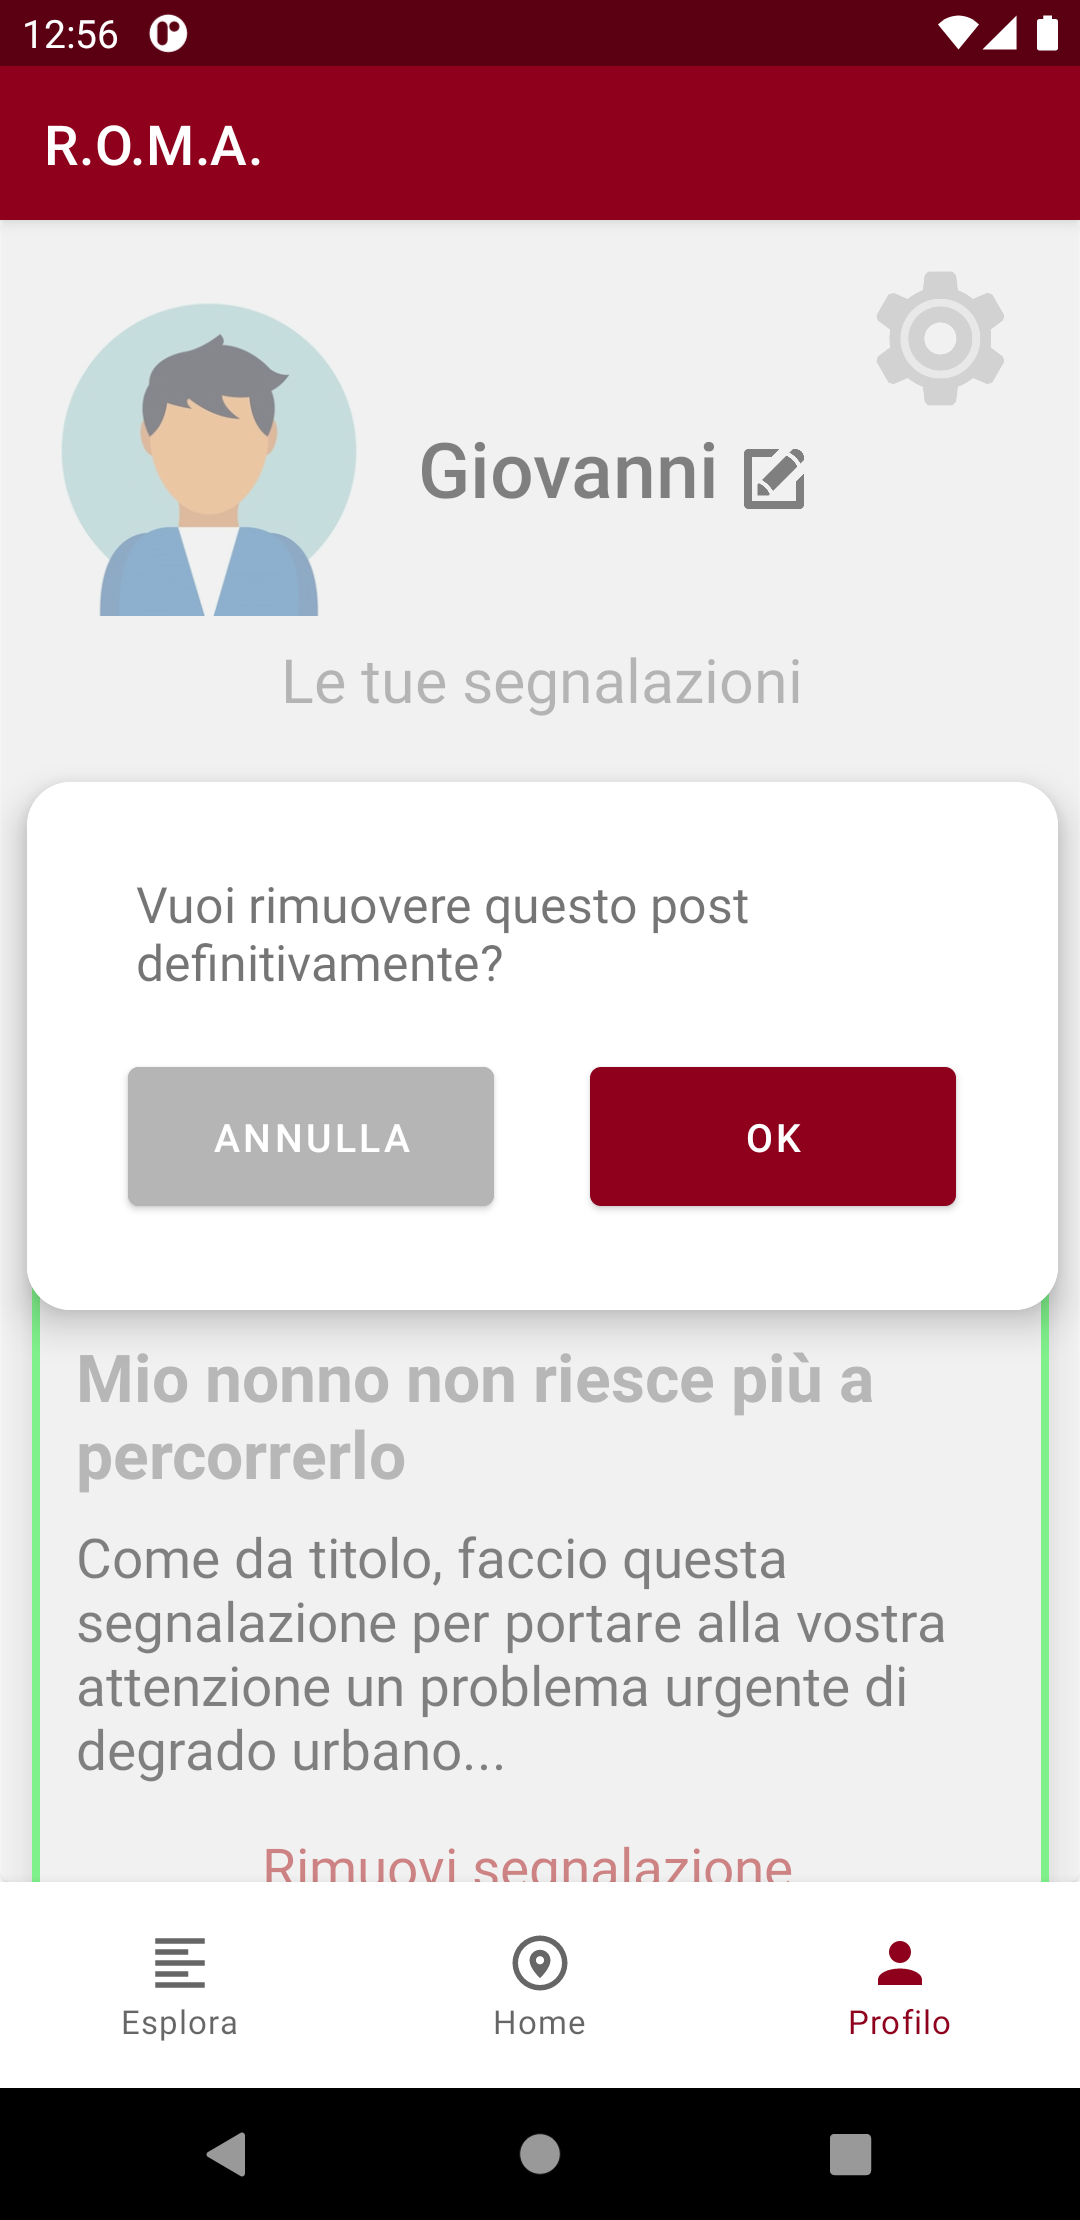 12:56
R.O.M.A.
Giovanni
Le tue segnalazioni
Vuoi rimuovere questo post
definitivamente?
ANNULLA
OK
Mio nonno non riesce più a
percorrerlo
Come da titolo, faccio questa
segnalazione per portare alla vostra
attenzione un problema urgente di
degrado urbano...
Rimuovi segnalazione
Esplora
Home
Profilo